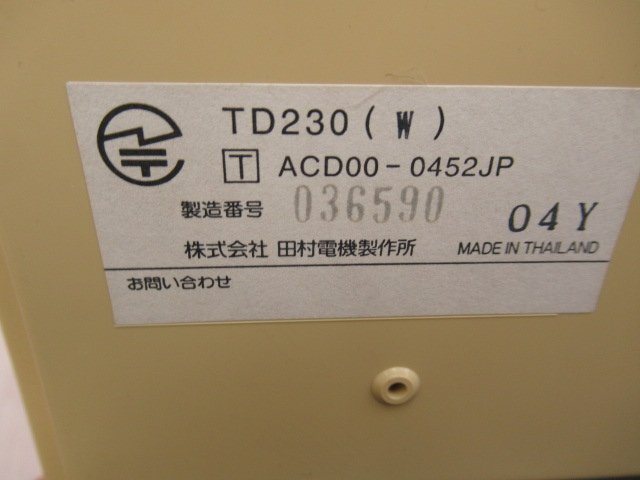 TD230(W)
T ACD00-0452JP
製造番号 036590 04Y
株式会社 田村電機製作所 MADE IN THAILAND
お問い合わせ